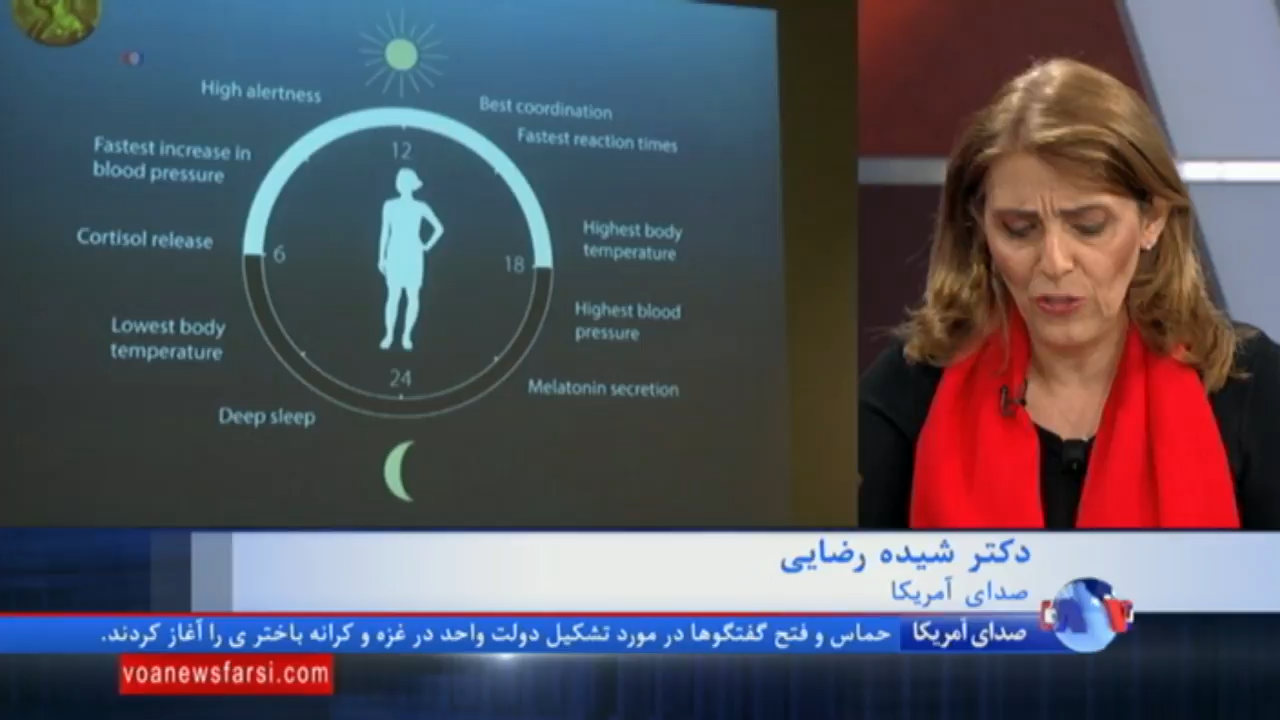 High alertness
Best coordination
Fastest reaction times
Fastest increase in
blood pressure
12
Cortisol release
6
18
Highest body
temperature
Highest blood
pressure
Lowest body
temperature
24
Melatonin secretion
Deep sleep
دکتر شیده رضایی
صدای آمریکا
صدای آمریکا
حماس و فتح گفتگوها در مورد تشکیل دولت واحد در غزه و کرانه باختر ی را آغاز کردند.
voanewsfarsi.com